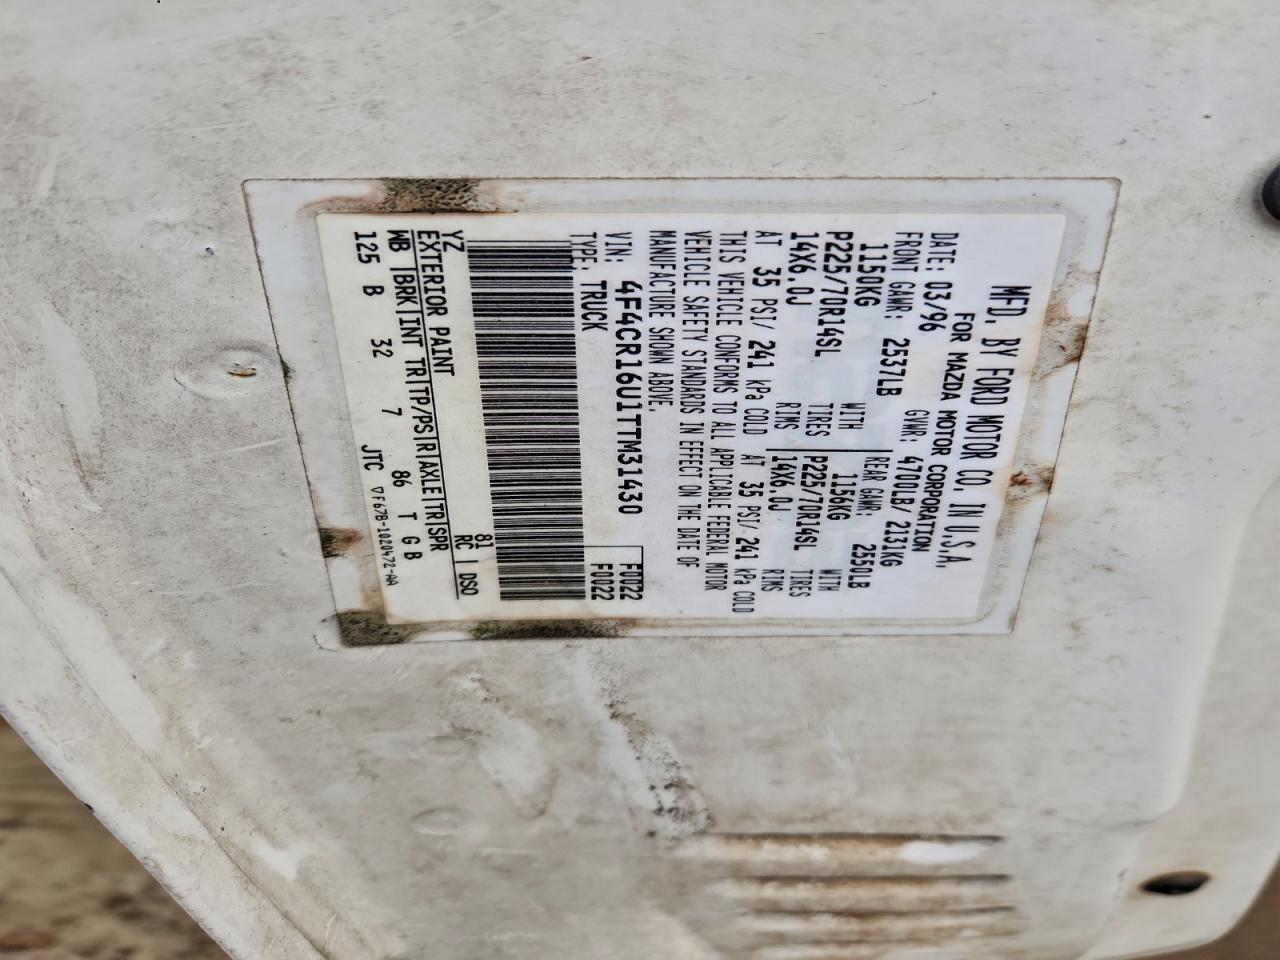 MFD. BY FORD MOTOR CO. IN U.S.A.
FOR MAZDA MOTOR CORPORATION
DATE: 03/96 GVWR: 4700LB/ 2131KG
FRONT GAWR: 2537LB REAR GAWR: 2550LB
1150KG WITH 1156KG WITH
P225/70R14SL TIRES P225/70R14SL TIRES
14X6.0J RIMS 14X6.0J RIMS
AT 35 PSI/ 241 kPa COLD AT 35 PSI/ 241 kPa COLD
THIS VEHICLE CONFORMS TO ALL APPLICABLE FEDERAL MOTOR
VEHICLE SAFETY STANDARDS IN EFFECT ON THE DATE OF
MANUFACTURE SHOWN ABOVE.
VIN: 4F4CR16U1TTM31430 F0022
TYPE: TRUCK F0022
YZ 81
EXTERIOR PAINT RC | DSO
WB |BRK|INT TR|TP/PS|R|AXLE|TR|SPR
125 B 32 7 86 T G B
JTC ▽F67B-1020472-AA